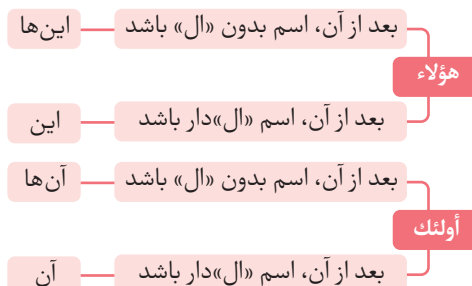 بعد از آن، اسم بدون «ال» باشد این‌ها
هؤلاء
بعد از آن، اسم «ال»دار باشد این
بعد از آن، اسم بدون «ال» باشد آن‌ها
أولئك
بعد از آن، اسم «ال»دار باشد آن